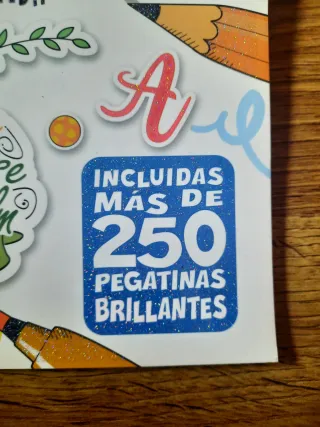 A
INCLUIDAS
MÁS DE
250
PEGATINAS
BRILLANTES